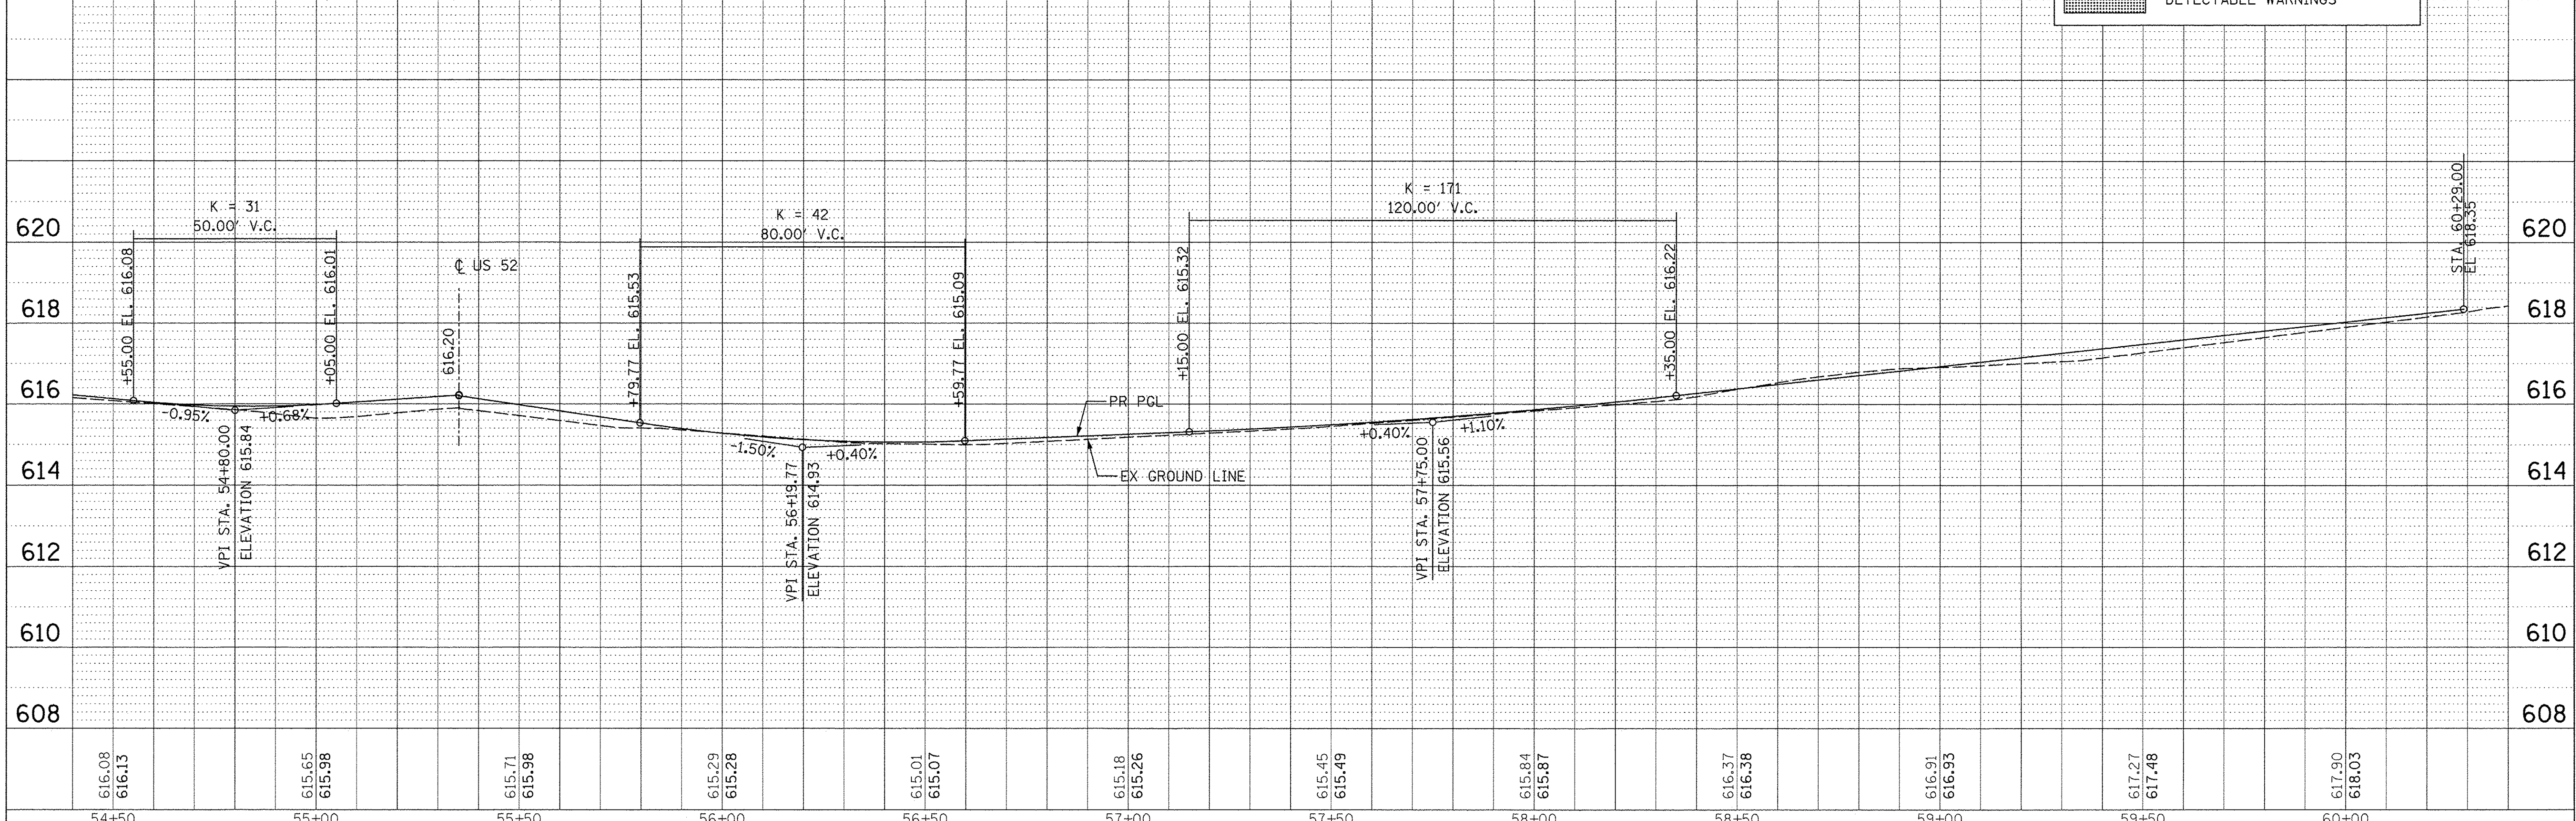 DETECTABLE WARNINGS
K = 31
50.00' V.C.
K = 42
80.00' V.C.
K = 171
120.00' V.C.
620
618
616
614
612
610
608
620
618
616
614
612
610
608
+55.00 EL. 616.08
+05.00 EL. 616.01
℄ US 52
616.20
+79.77 EL. 615.53
+59.77 EL. 615.09
+15.00 EL. 615.32
+35.00 EL. 616.22
STA. 60+29.00
EL 618.35
-0.95%
+0.68%
VPI STA. 54+80.00
ELEVATION 615.84
-1.50%
+0.40%
VPI STA. 56+19.77
ELEVATION 614.93
PR PGL
EX GROUND LINE
+0.40%
+1.10%
VPI STA. 57+75.00
ELEVATION 615.56
616.08
616.13
615.65
615.98
615.71
615.98
615.29
615.28
615.01
615.07
615.18
615.26
615.45
615.49
615.84
615.87
616.37
616.38
616.91
616.93
617.27
617.48
617.90
618.03
54+50
55+00
55+50
56+00
56+50
57+00
57+50
58+00
58+50
59+00
59+50
60+00